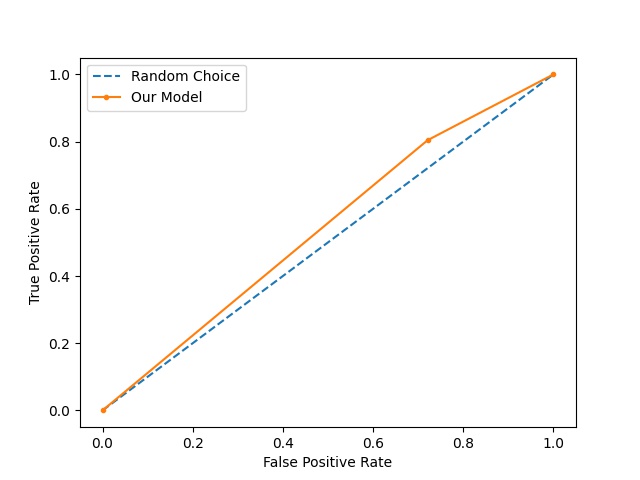 Random Choice
Our Model
True Positive Rate
1.0
0.8
0.6
0.4
0.2
0.0
0.0 0.2 0.4 0.6 0.8 1.0
False Positive Rate